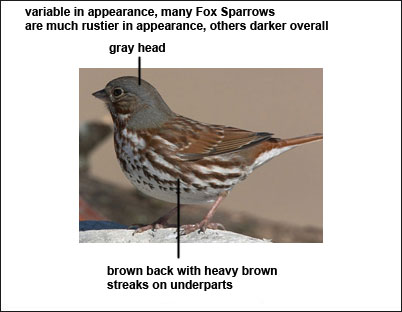 variable in appearance, many Fox Sparrows
are much rustier in appearance, others darker overall
gray head
brown back with heavy brown
streaks on underparts